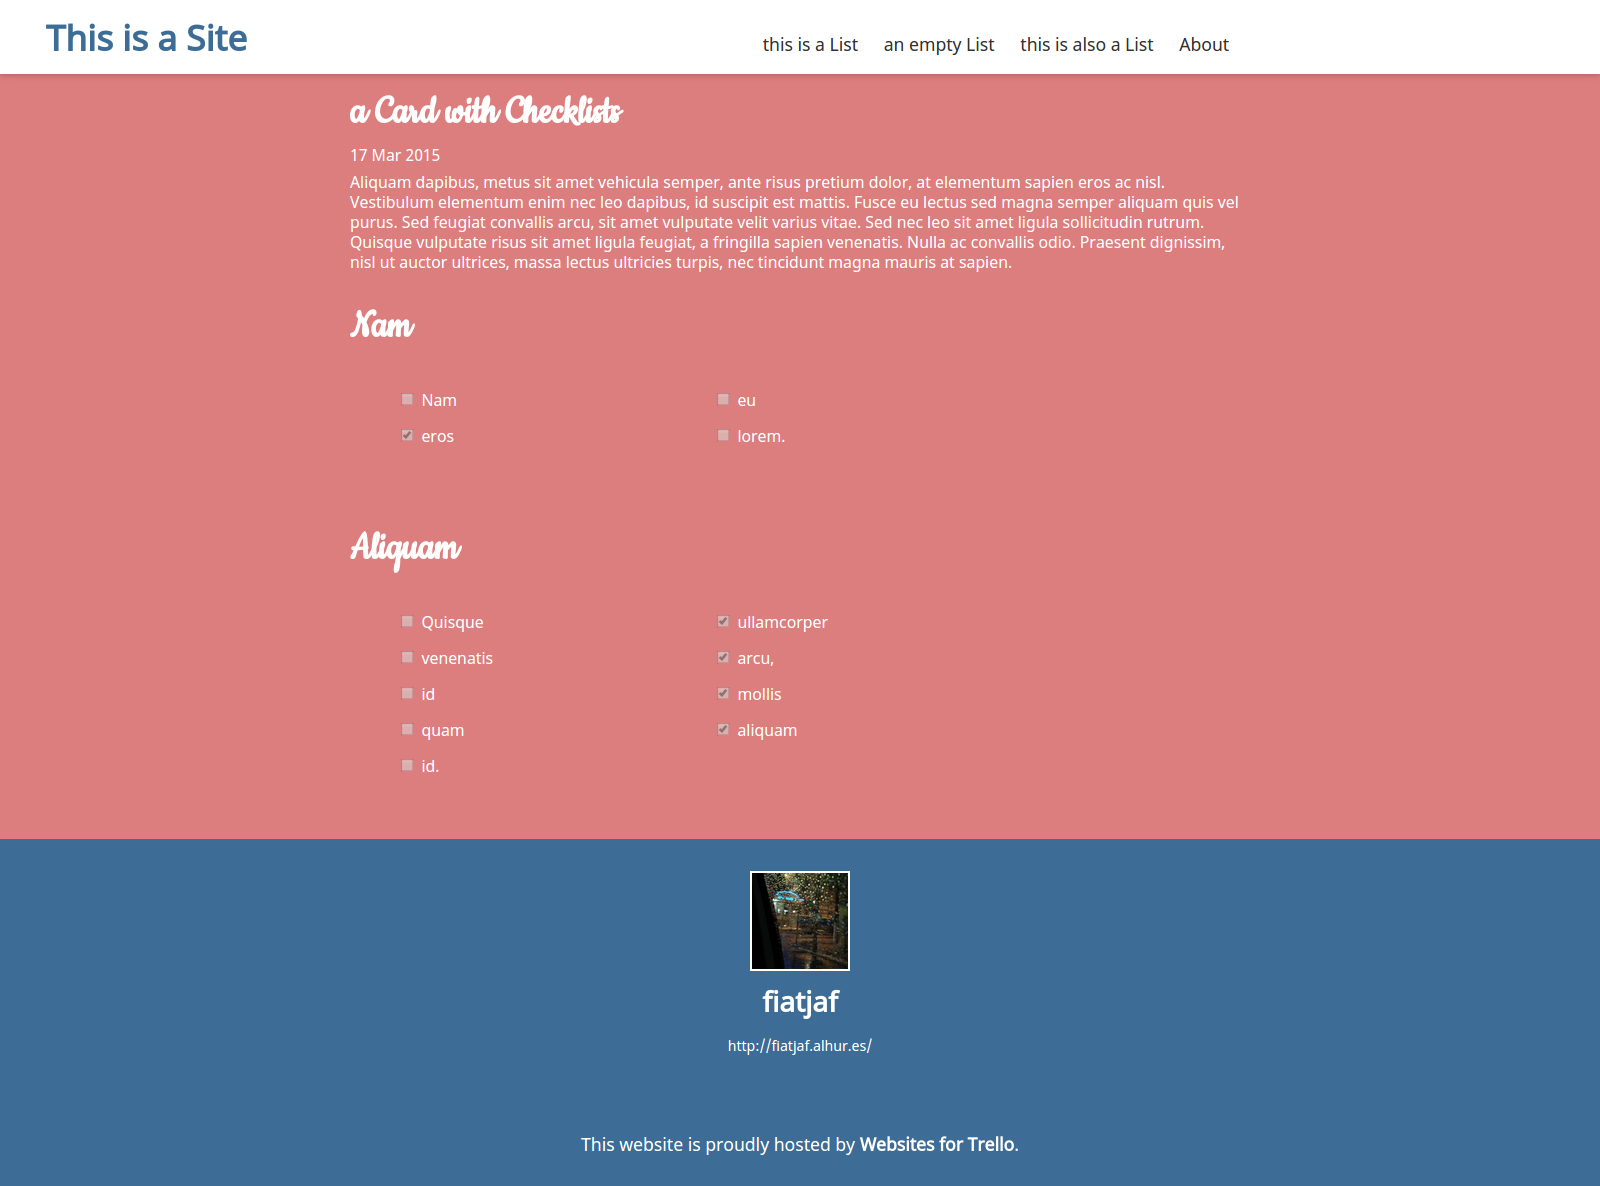 This is a Site
this is a List an empty List this is also a List About
a Card with Checklists
17 Mar 2015
Aliquam dapibus, metus sit amet vehicula semper, ante risus pretium dolor, at elementum sapien eros ac nisl.
Vestibulum elementum enim nec leo dapibus, id suscipit est mattis. Fusce eu lectus sed magna semper aliquam quis vel
purus. Sed feugiat convallis arcu, sit amet vulputate velit varius vitae. Sed nec leo sit amet ligula sollicitudin rutrum.
Quisque vulputate risus sit amet ligula feugiat, a fringilla sapien venenatis. Nulla ac convallis odio. Praesent dignissim,
nisl ut auctor ultrices, massa lectus ultricies turpis, nec tincidunt magna mauris at sapien.
Nam
Nam
eros
eu
lorem.
Aliquam
Quisque
venenatis
id
quam
id.
ullamcorper
arcu,
mollis
aliquam
fiatjaf
http://fiatjaf.alhur.es/
This website is proudly hosted by Websites for Trello.